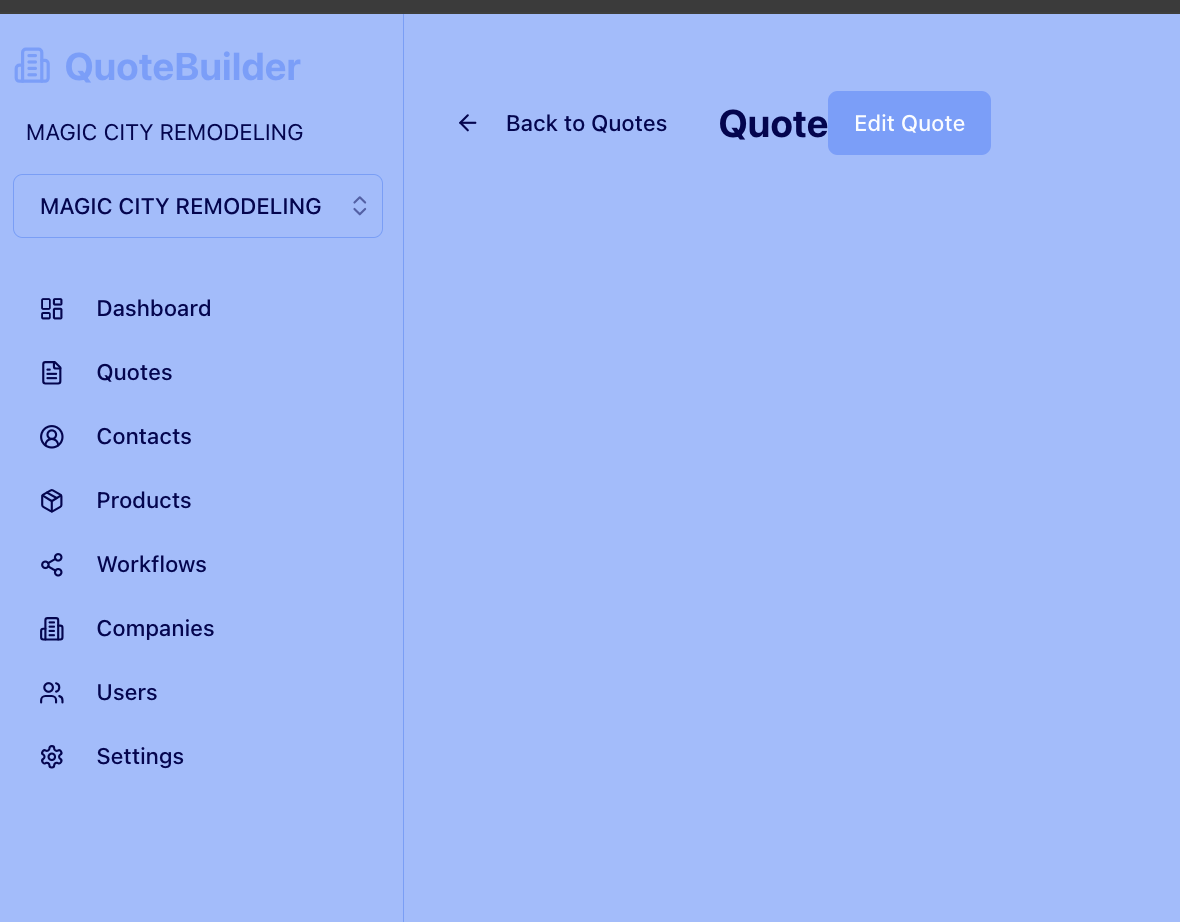 QuoteBuilder
MAGIC CITY REMODELING
MAGIC CITY REMODELING
Dashboard
Quotes
Contacts
Products
Workflows
Companies
Users
Settings
Back to Quotes
Quote
Edit Quote